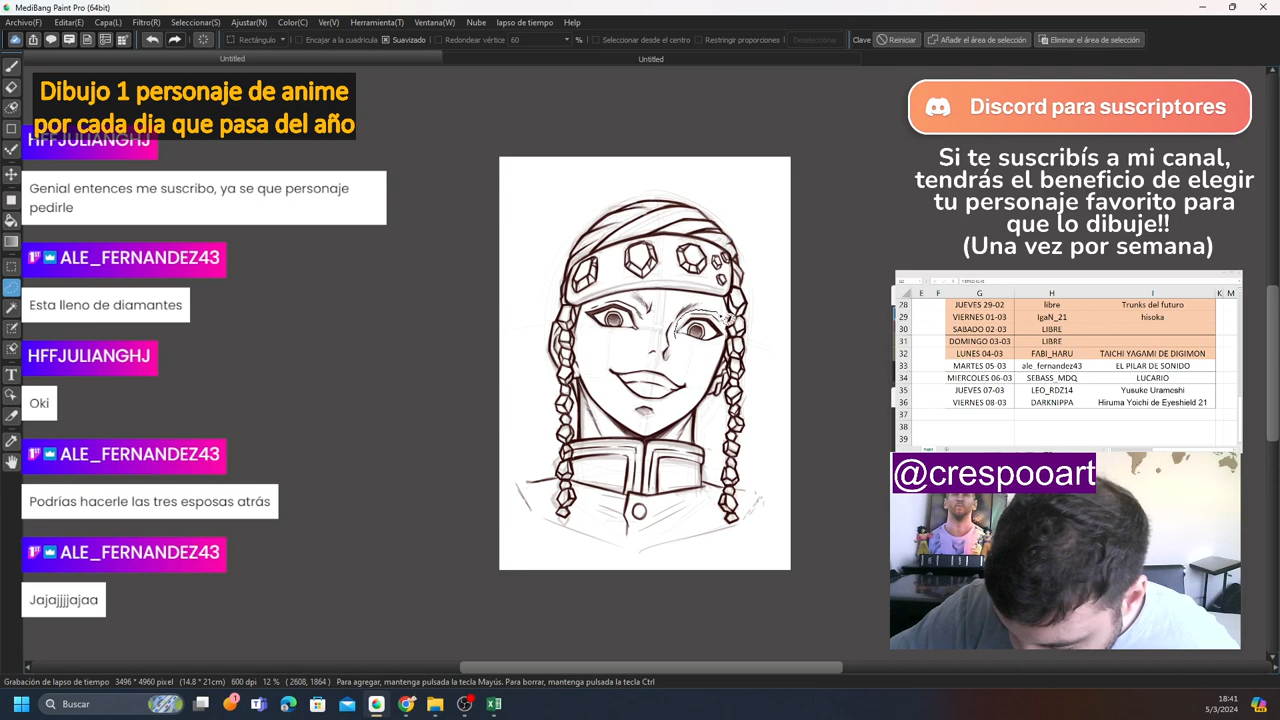 MediBang Paint Pro (64bit)
Archivo(F) Editar(E) Capa(L) Filtro(R) Seleccionar(S) Ajustar(N) Color(C) Ver(V) Herramienta(T) Ventana(W) Nube lapso de tiempo Help
Rectángulo Encajar a la cuadricula Suavizado Redondear vértice 60 % Seleccionar desde el centro Restringir proporciones Deseleccionar Clave Reiniciar Añadir el área de selección Eliminar el área de selección
Untitled Untitled
Dibujo 1 personaje de anime
por cada dia que pasa del año
HFFJULIANGHJ
Genial entences me suscribo, ya se que personaje
pedirle
ALE_FERNANDEZ43
Esta lleno de diamantes
HFFJULIANGHJ
Oki
ALE_FERNANDEZ43
Podrías hacerle las tres esposas atrás
ALE_FERNANDEZ43
Jajajjjjajaa
Discord para suscriptores
Si te suscribís a mi canal,
tendrás el beneficio de elegir
tu personaje favorito para
que lo dibuje!!
(Una vez por semana)
E F G H I K M
28 JUEVES 29-02 libre Trunks del futuro
29 VIERNES 01-03 IgaN_21 hisoka
30 SABADO 02-03 LIBRE
31 DOMINGO 03-03 LIBRE
32 LUNES 04-03 FABI_HARU TAICHI YAGAMI DE DIGIMON
33 MARTES 05-03 ale_fernandez43 EL PILAR DE SONIDO
34 MIERCOLES 06-03 SEBASS_MDQ LUCARIO
35 JUEVES 07-03 LEO_RDZ14 Yusuke Urameshi
36 VIERNES 08-03 DARKNIPPA Hiruma Yoichi de Eyeshield 21
37
38
39
@crespooart
Grabación de lapso de tiempo 3496 * 4960 pixel (14.8 * 21cm) 600 dpi 12 % ( 2608, 1864 ) Para agregar, mantenga pulsada la tecla Mayús. Para borrar, mantenga pulsada la tecla Ctrl
Buscar
18:41
5/3/2024